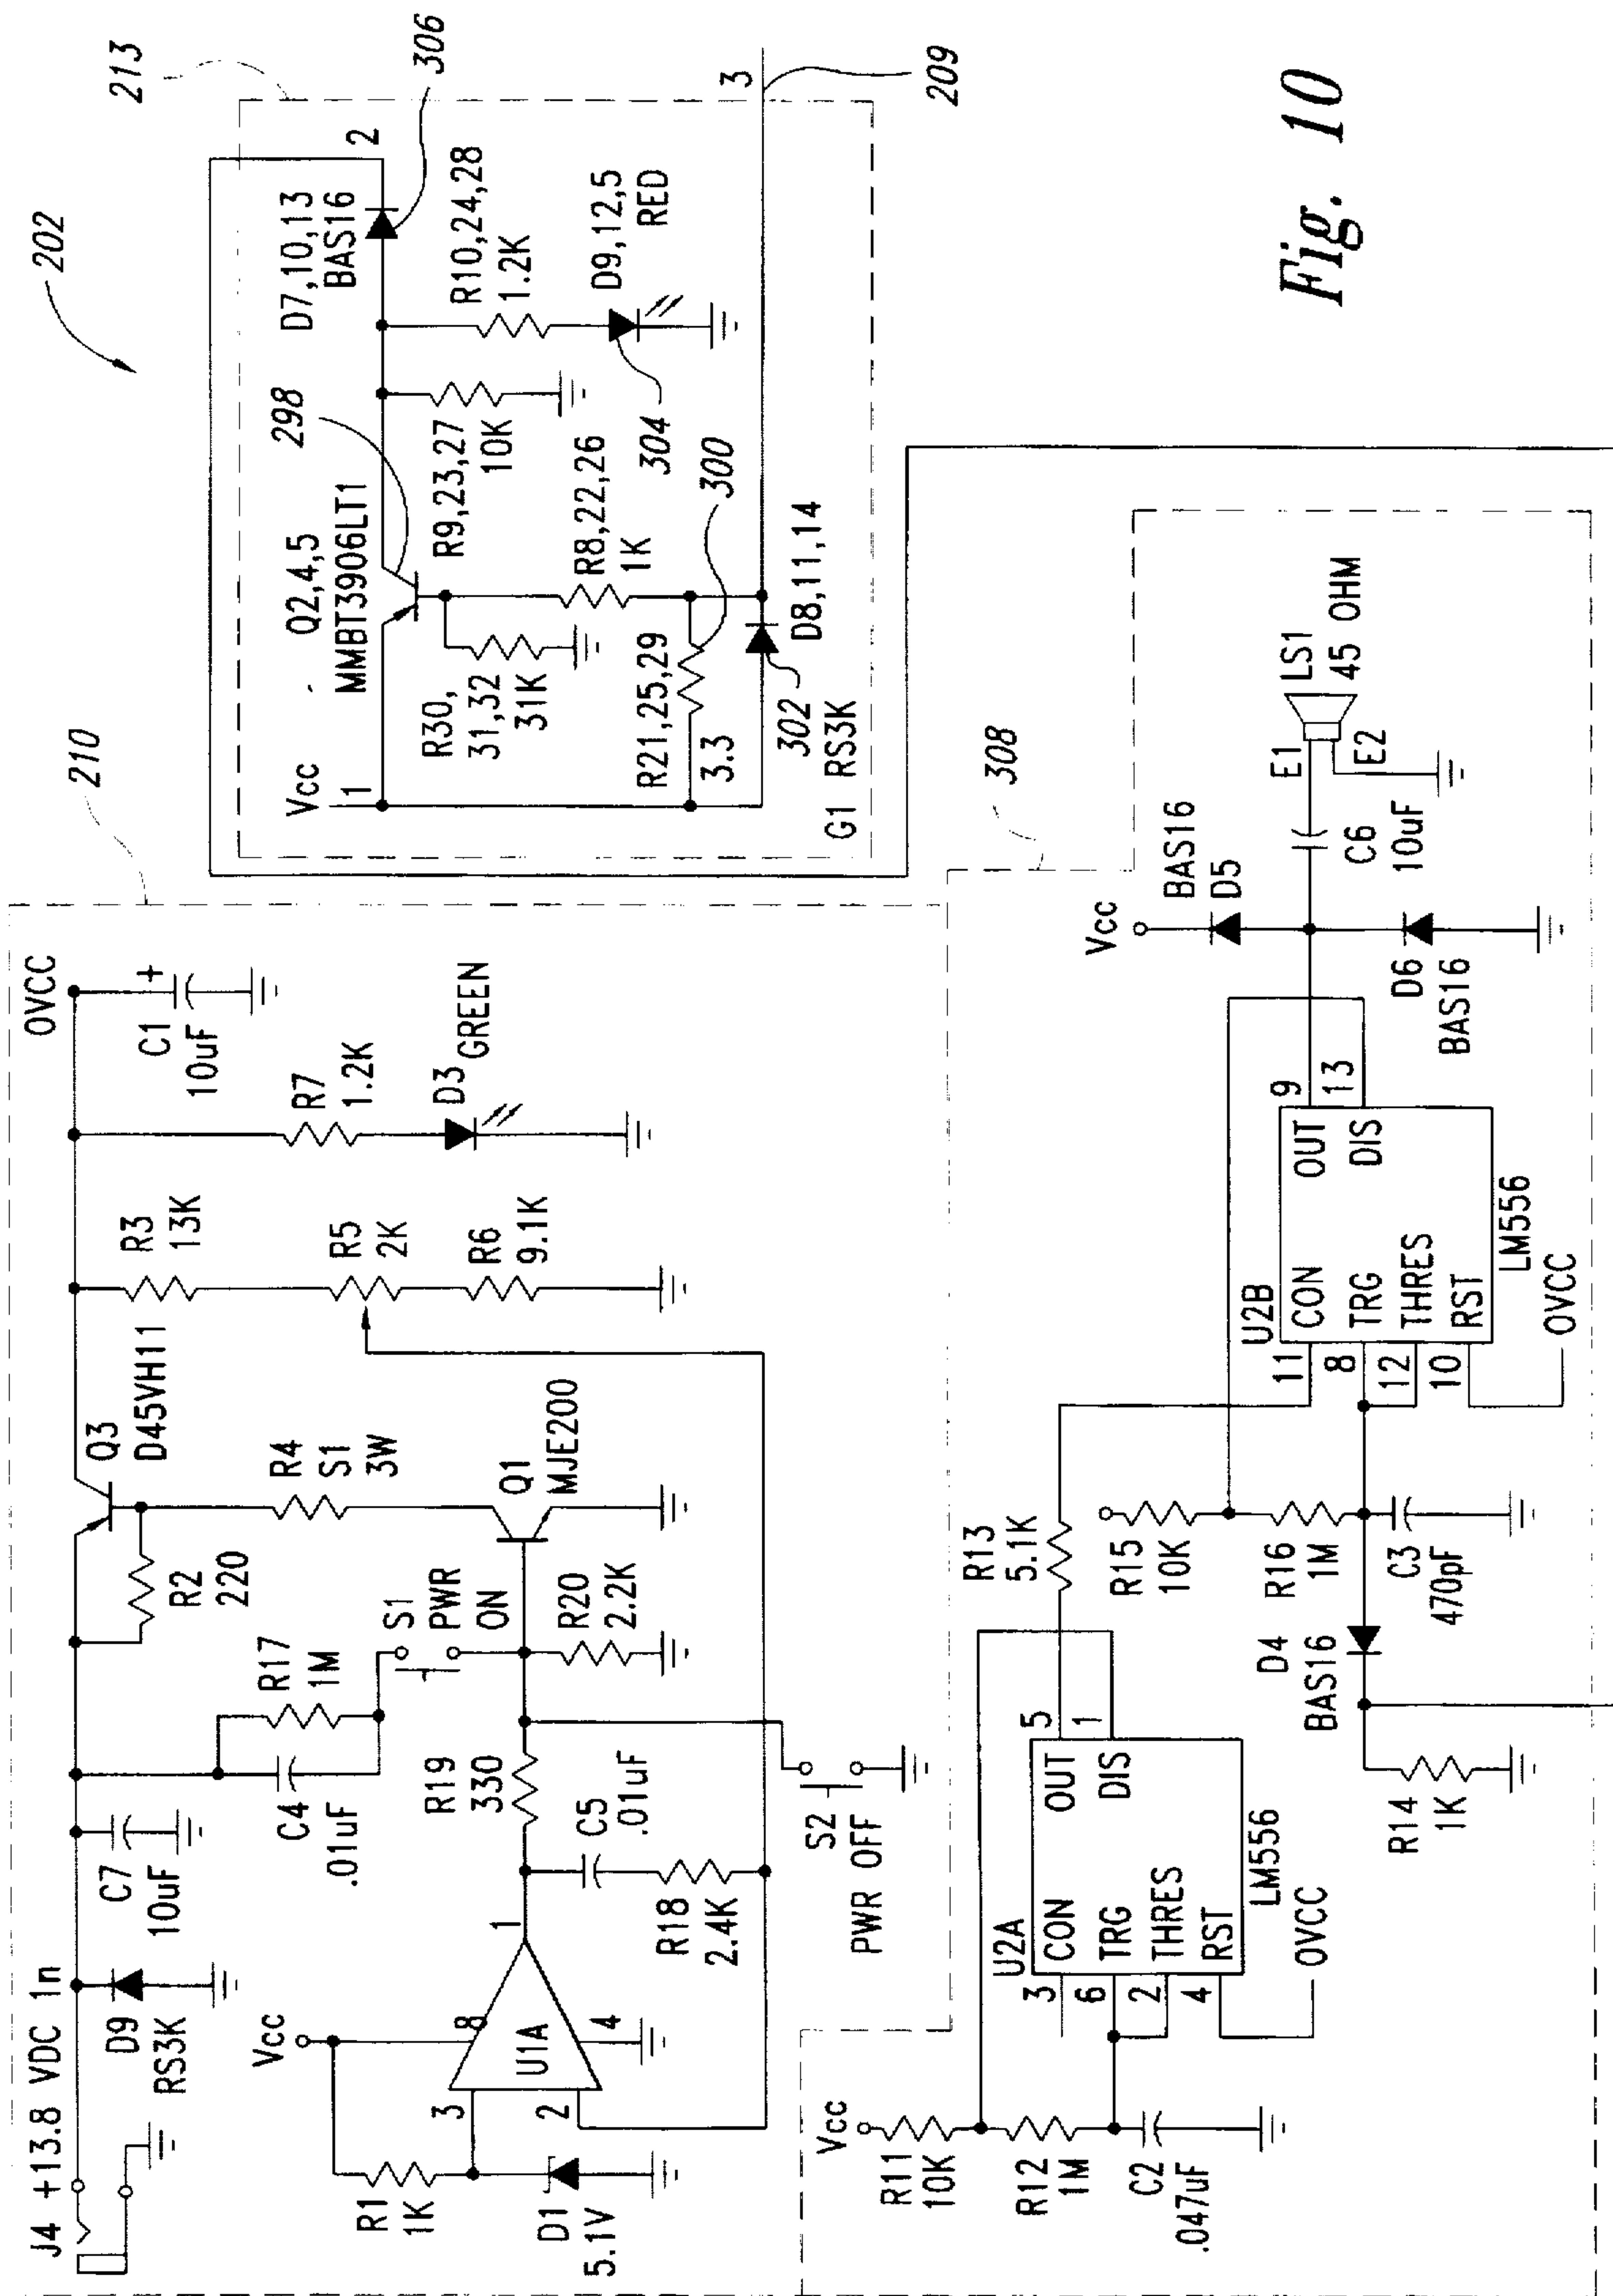 202
210
J4 +13.8 VDC 1n
D9
RS3K
C7
10uF
C4
.01uF
R17
1M
S1
PWR
ON
R2
220
Q3
D45VH11
R4
S1
3W
Q1
MJE200
R3
13K
R5
2K
R6
9.1K
R7
1.2K
D3
GREEN
OVCC
C1
+
10uF
Vcc
R1
1K
D1
5.1V
3
2
8
U1A
4
1
R19
330
C5
.01uF
R18
2.4K
R20
2.2K
S2
PWR OFF
213
Vcc
1
Q2,4,5
MMBT3906LT1
298
D7,10,13
BAS16
2
306
R30,
31,32
31K
R9,23,27
10K
R10,24,28
1.2K
R8,22,26
1K
D9,12,5
RED
304
R21,25,29
3.3
300
302
D8,11,14
G1 RS3K
3
209
308
Vcc
R11
10K
R12
1M
C2
.047uF
U2A
3
CON
6
TRG
2
THRES
4
RST
OUT
5
DIS
1
LM556
OVCC
R13
5.1K
R15
10K
R16
1M
C3
470pF
D4
BAS16
R14
1K
U2B
11
CON
8
TRG
12
THRES
10
RST
OUT
9
DIS
13
LM556
OVCC
Vcc
BAS16
D5
D6
BAS16
C6
10uF
E1
E2
LS1
45 OHM
Fig. 10